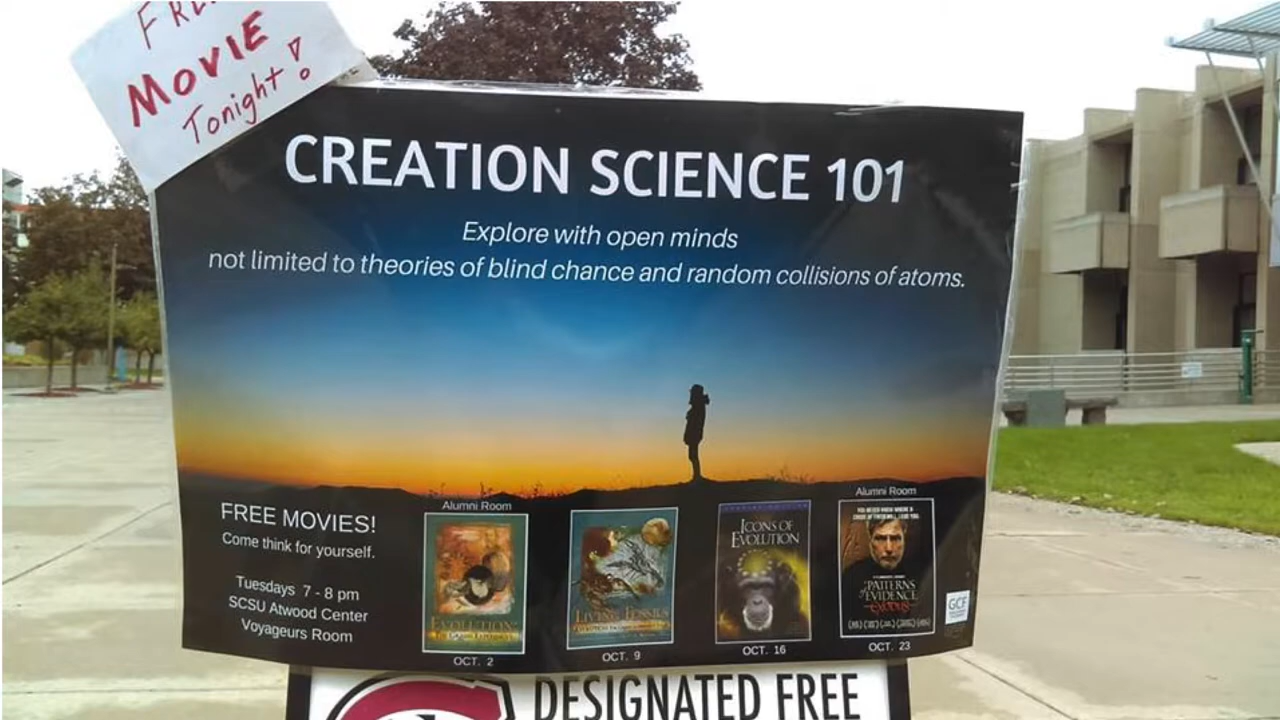 FREE
MOVIE
Tonight!
CREATION SCIENCE 101
Explore with open minds
not limited to theories of blind chance and random collisions of atoms.
FREE MOVIES!
Come think for yourself.
Tuesdays 7 - 8 pm
SCSU Atwood Center
Voyageurs Room
Alumni Room
EVOLUTION:
OCT. 2
LIVING FOSSILS
OCT. 9
ICONS OF
EVOLUTION
OCT. 16
Alumni Room
PATTERNS
of EVIDENCE
EXODUS
OCT. 23
GCF
DESIGNATED FREE